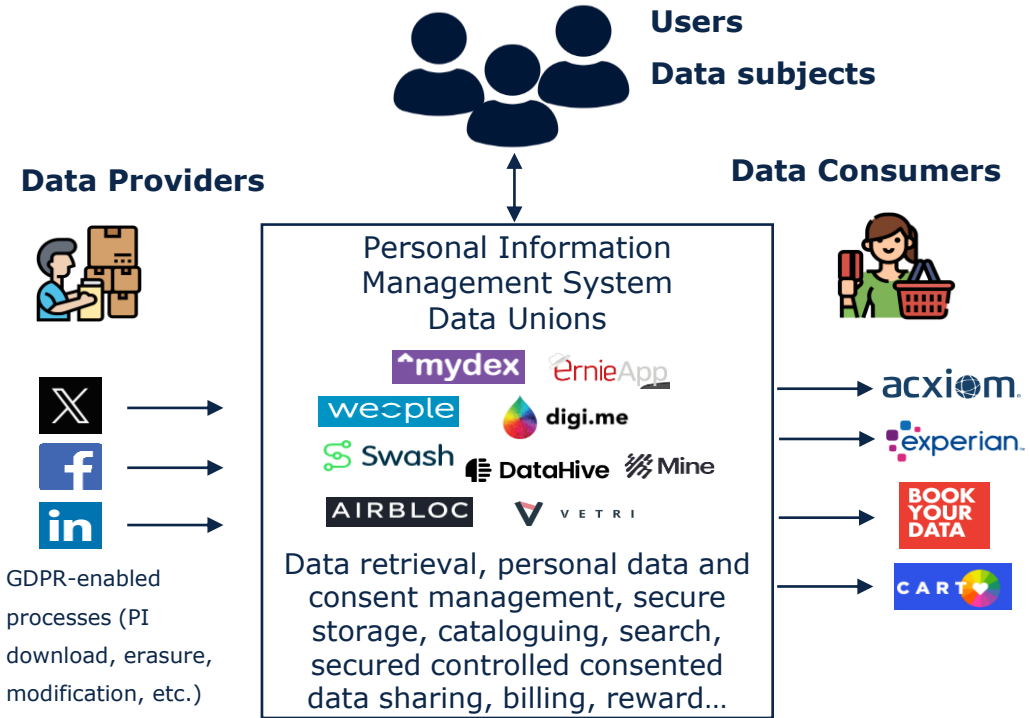 Users
Data subjects
Data Providers
Data Consumers
Personal Information
Management System
Data Unions
^mydex
ërnieApp
weople
digi.me
Swash
DataHive
Mine
AIRBLOC
VETRI
Data retrieval, personal data and
consent management, secure
storage, cataloguing, search,
secured controlled consented
data sharing, billing, reward…
X
f
in
GDPR-enabled
processes (PI
download, erasure,
modification, etc.)
acxiom
experian
BOOK
YOUR
DATA
CART